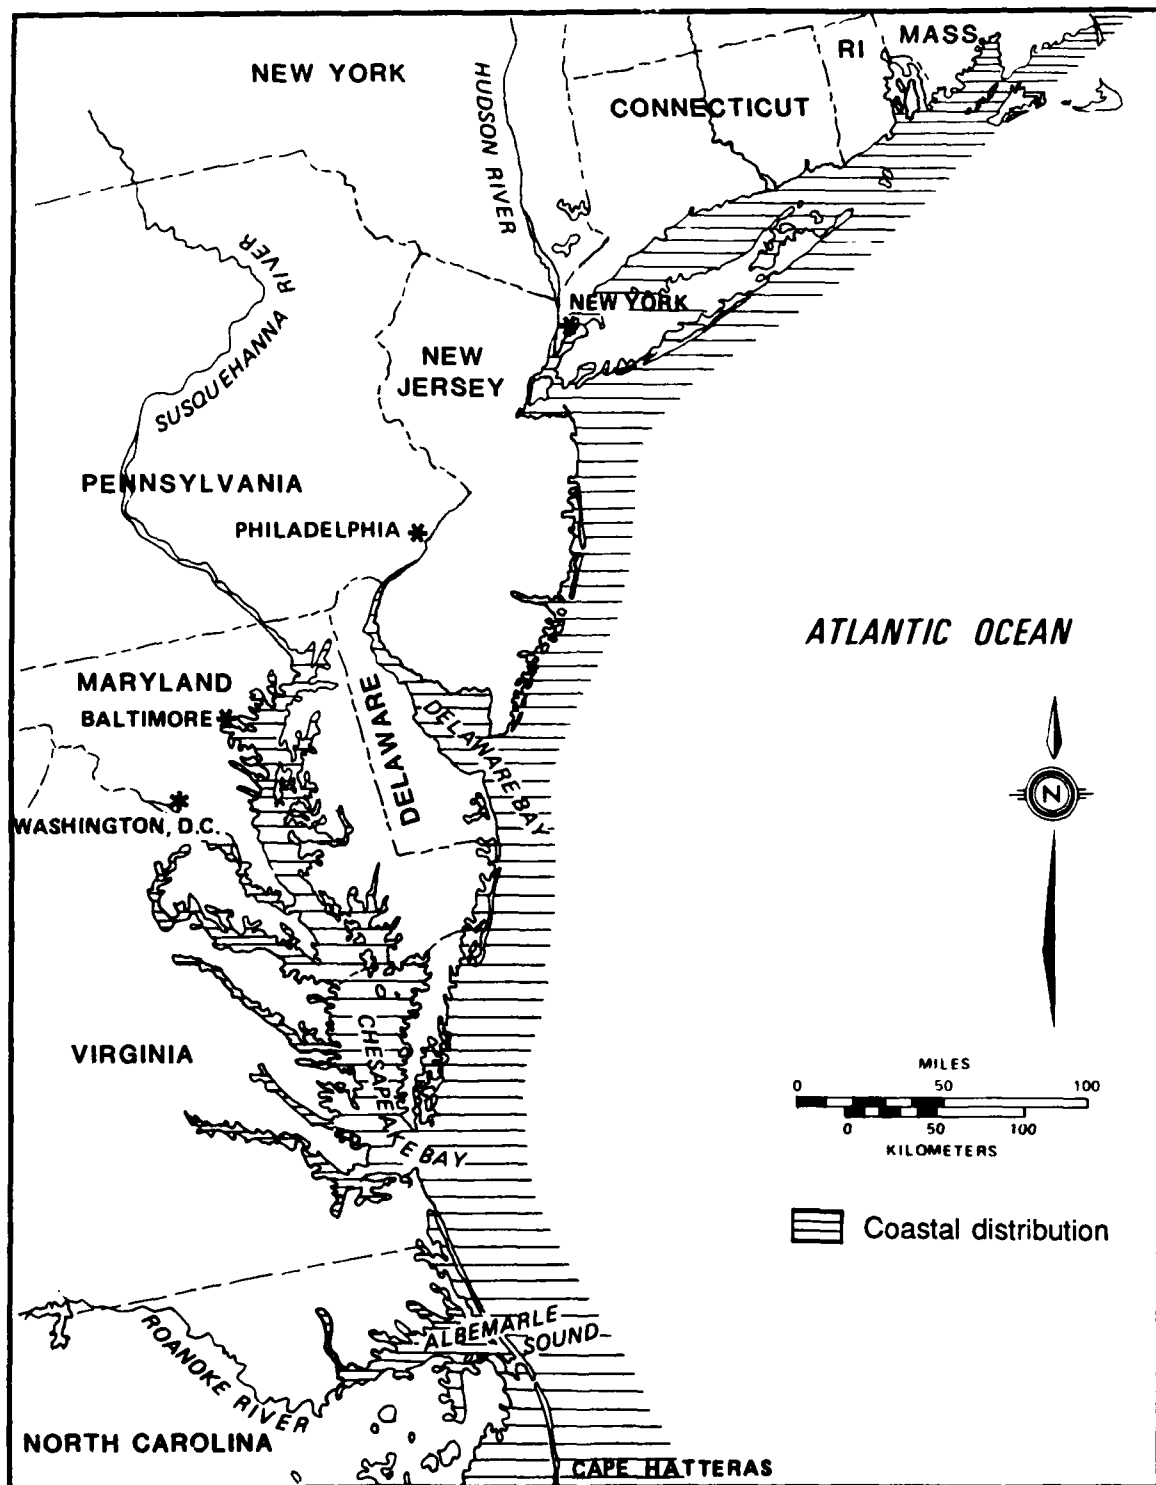 MASS.
RI
NEW YORK
HUDSON RIVER
CONNECTICUT
SUSQUEHANNA RIVER
NEW YORK
NEW
JERSEY
PENNSYLVANIA
PHILADELPHIA
ATLANTIC OCEAN
MARYLAND
BALTIMORE
DELAWARE
DELAWARE BAY
N
WASHINGTON, D.C.
VIRGINIA
CHESAPEAKE BAY
MILES
0 50 100
0 50 100
KILOMETERS
Coastal distribution
ALBEMARLE
SOUND
ROANOKE RIVER
NORTH CAROLINA
CAPE HATTERAS